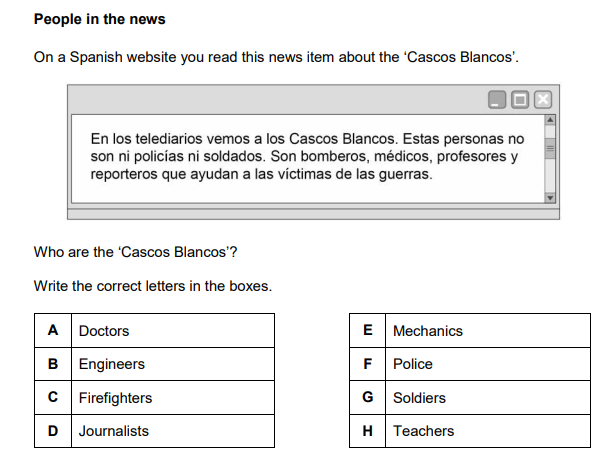 People in the news
On a Spanish website you read this news item about the ‘Cascos Blancos’.
En los telediarios vemos a los Cascos Blancos. Estas personas no
son ni policías ni soldados. Son bomberos, médicos, profesores y
reporteros que ayudan a las víctimas de las guerras.
Who are the ‘Cascos Blancos’?
Write the correct letters in the boxes.
A Doctors
B Engineers
C Firefighters
D Journalists
E Mechanics
F Police
G Soldiers
H Teachers